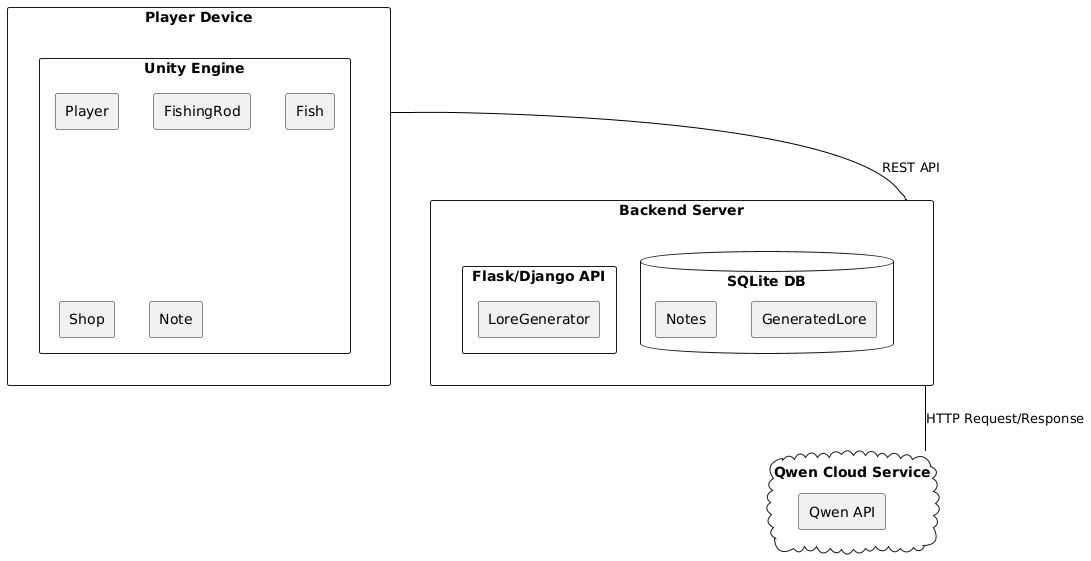 Player Device
Unity Engine
Player
FishingRod
Fish
REST API
Backend Server
Flask/Django API
SQLite DB
Shop
Note
LoreGenerator
Notes
GeneratedLore
HTTP Request/Response
Qwen Cloud Service
Qwen API